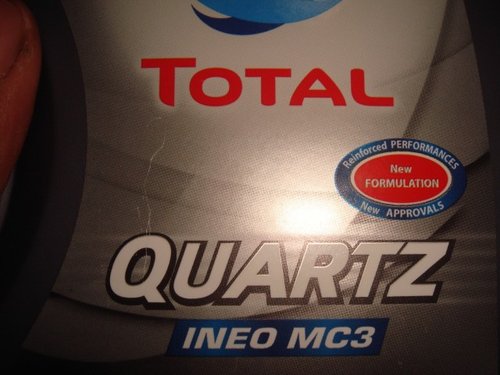 TOTAL
Reinforced PERFORMANCES
New
FORMULATION
New APPROVALS
QUARTZ
INEO MC3